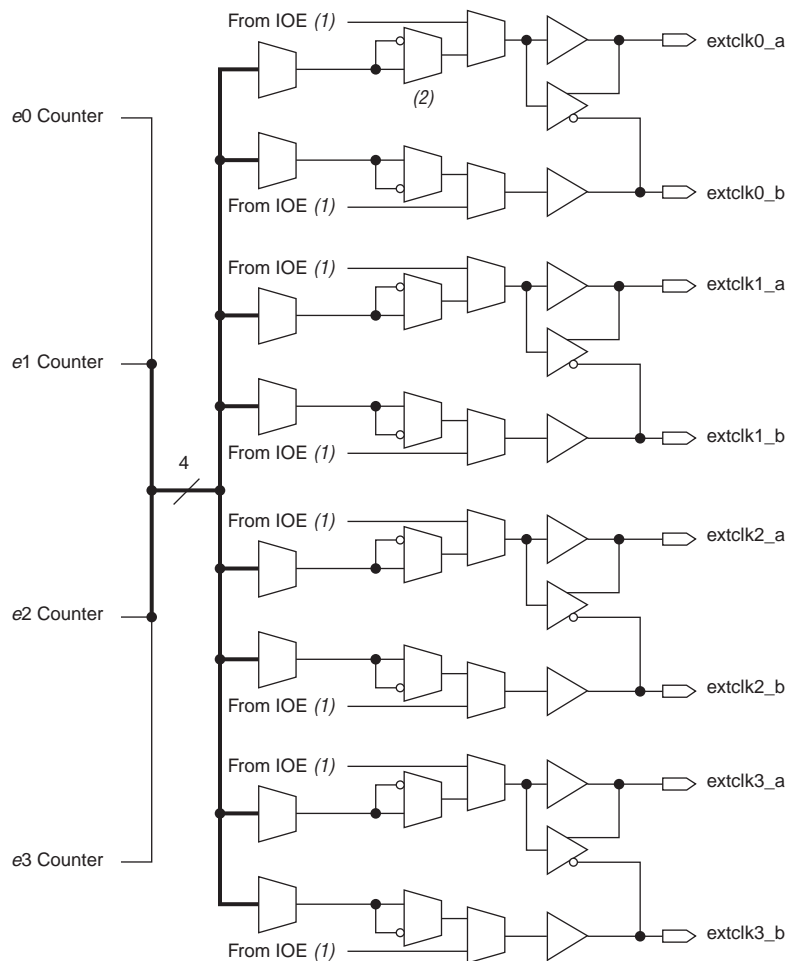 From IOE (1)
extclk0_a
(2)
e0 Counter
extclk0_b
From IOE (1)
From IOE (1)
extclk1_a
e1 Counter
extclk1_b
From IOE (1)
4
From IOE (1)
extclk2_a
e2 Counter
extclk2_b
From IOE (1)
From IOE (1)
extclk3_a
e3 Counter
extclk3_b
From IOE (1)